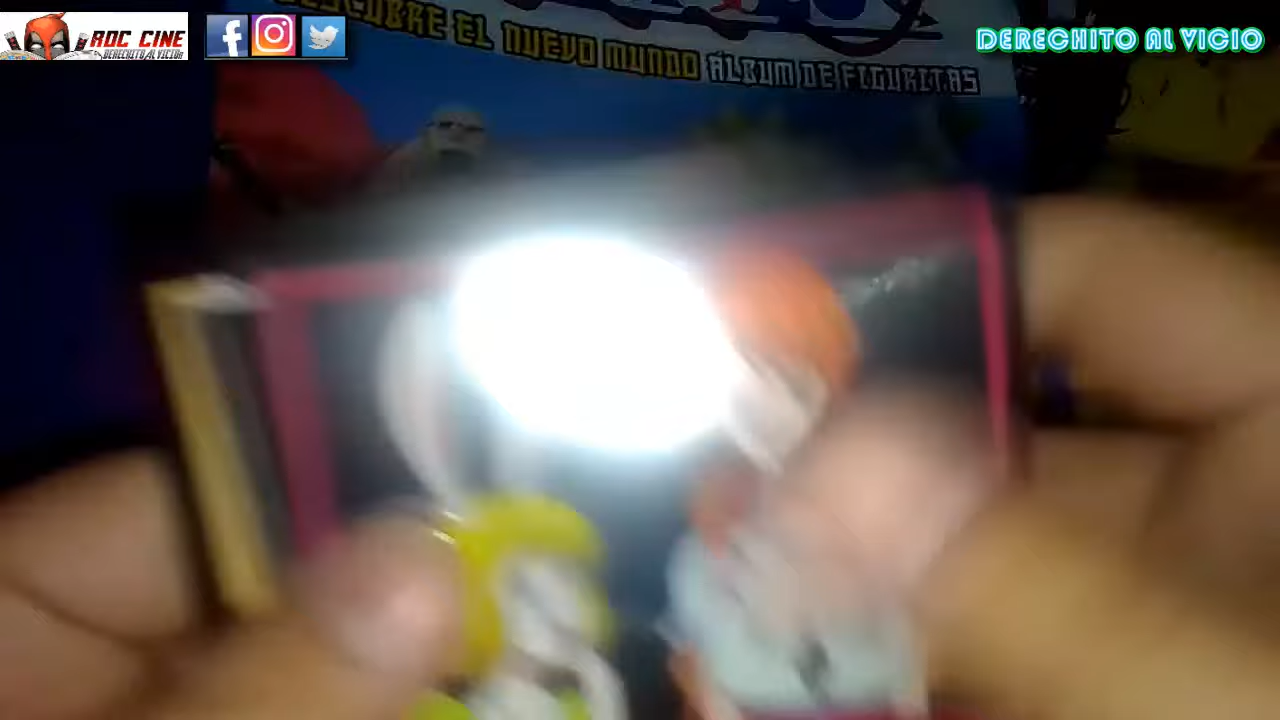 ROC CINE
DERECHITO AL VICIO
DERECHITO AL VICIO
DESCUBRE EL NUEVO MUNDO ÁLBUM DE FIGURITAS